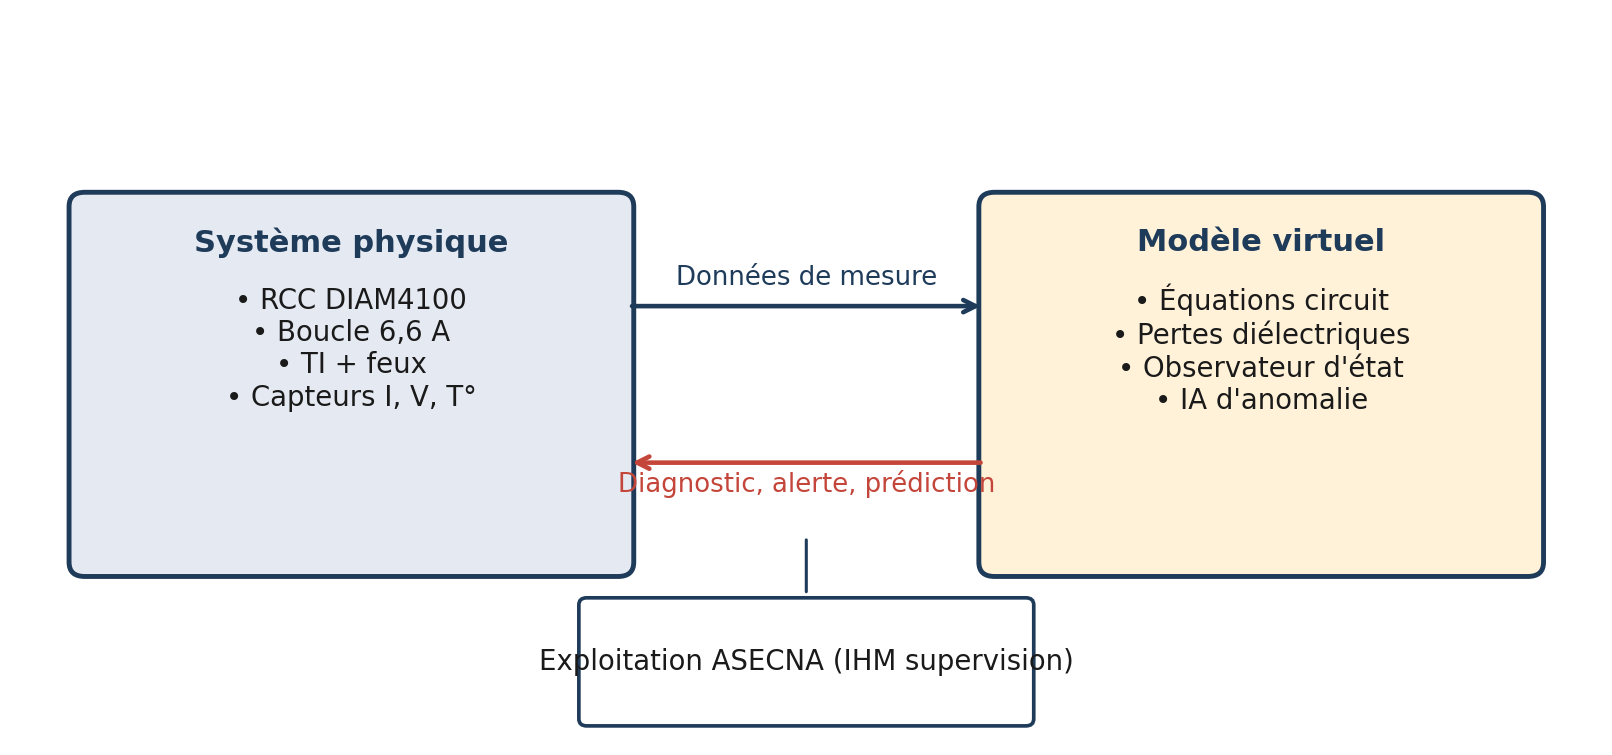 Système physique
• RCC DIAM4100
• Boucle 6,6 A
• TI + feux
• Capteurs I, V, T°
Données de mesure
Diagnostic, alerte, prédiction
Modèle virtuel
• Équations circuit
• Pertes diélectriques
• Observateur d'état
• IA d'anomalie
Exploitation ASECNA (IHM supervision)